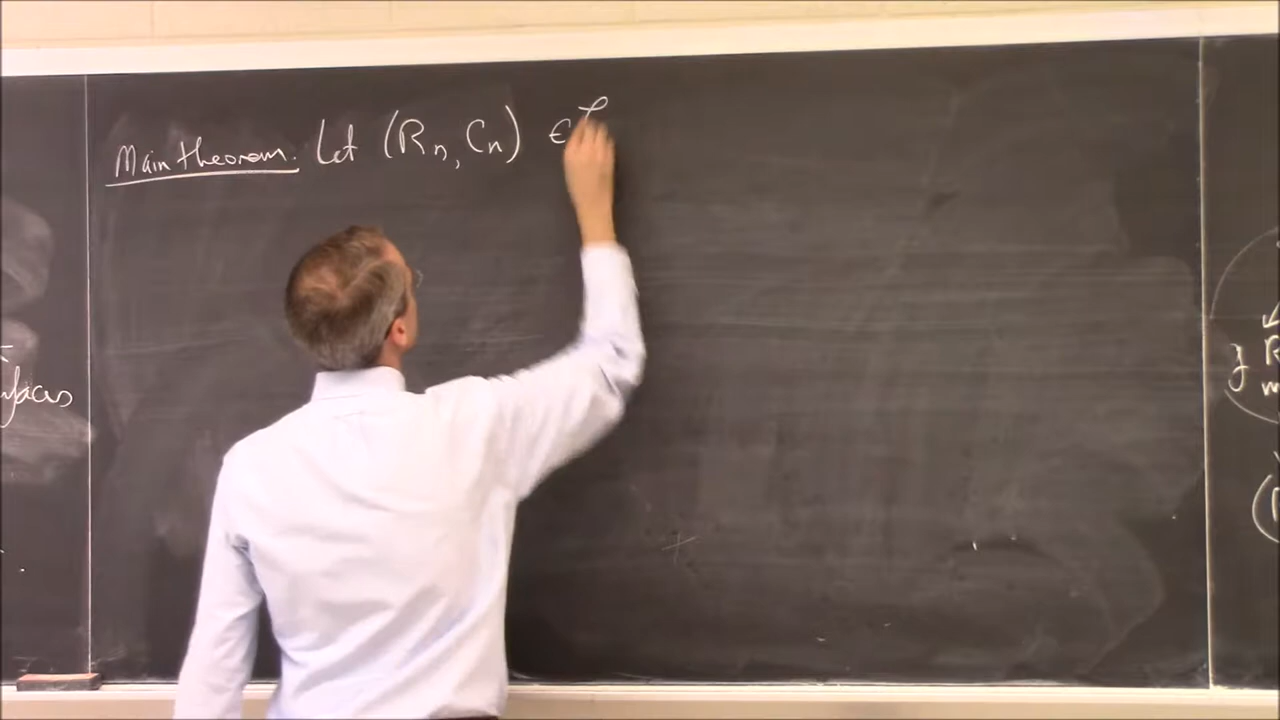 Main theorem. Let (Rn, Cn) ∈